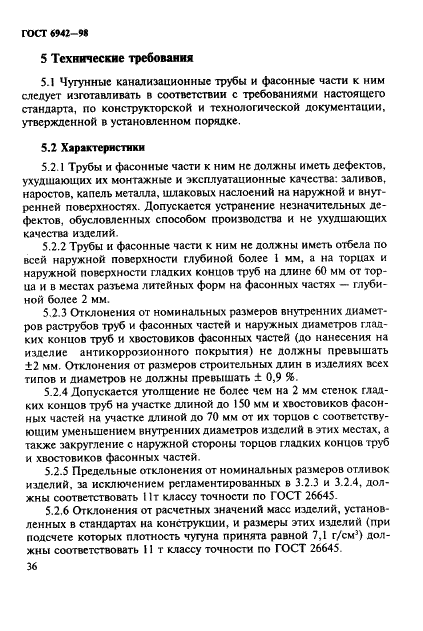 ГОСТ 6942—98
5 Технические требования
5.1 Чугунные канализационные трубы и фасонные части к ним
следует изготавливать в соответствии с требованиями настоящего
стандарта, по конструкторской и технологической документации,
утвержденной в установленном порядке.
5.2 Характеристики
5.2.1 Трубы и фасонные части к ним не должны иметь дефектов,
ухудшающих их монтажные и эксплуатационные качества: заливов,
наростов, капель металла, шлаковых наслоений на наружной и внут-
ренней поверхностях. Допускается устранение незначительных де-
фектов, обусловленных способом производства и не ухудшающих
качества изделий.
5.2.2 Трубы и фасонные части к ним не должны иметь отбела по
всей наружной поверхности глубиной более 1 мм, а на торцах и
наружной поверхности гладких концов труб на длине 60 мм от тор-
ца и в местах разъема литейных форм на фасонных частях — глуби-
ной более 2 мм.
5.2.3 Отклонения от номинальных размеров внутренних диамет-
ров раструбов труб и фасонных частей и наружных диаметров глад-
ких концов труб и хвостовиков фасонных частей (до нанесения на
изделие антикоррозионного покрытия) не должны превышать
±2 мм. Отклонения от размеров строительных длин в изделиях всех
типов и диаметров не должны превышать ± 0,9 %.
5.2.4 Допускается утолщение не более чем на 2 мм стенок глад-
ких концов труб на участке длиной до 150 мм и хвостовиков фасон-
ных частей на участке длиной до 70 мм от их торцов с соответству-
ющим уменьшением внутренних диаметров изделий в этих местах, а
также закругление с наружной стороны торцов гладких концов труб
и хвостовиков фасонных частей.
5.2.5 Предельные отклонения от номинальных размеров отливок
изделий, за исключением регламентированных в 3.2.3 и 3.2.4, дол-
жны соответствовать 11т классу точности по ГОСТ 26645.
5.2.6 Отклонения от расчетных значений масс изделий, установ-
ленных в стандартах на конструкции, и размеры этих изделий (при
подсчете которых плотность чугуна принята равной 7,1 г/см³) дол-
жны соответствовать 11 т классу точности по ГОСТ 26645.
36